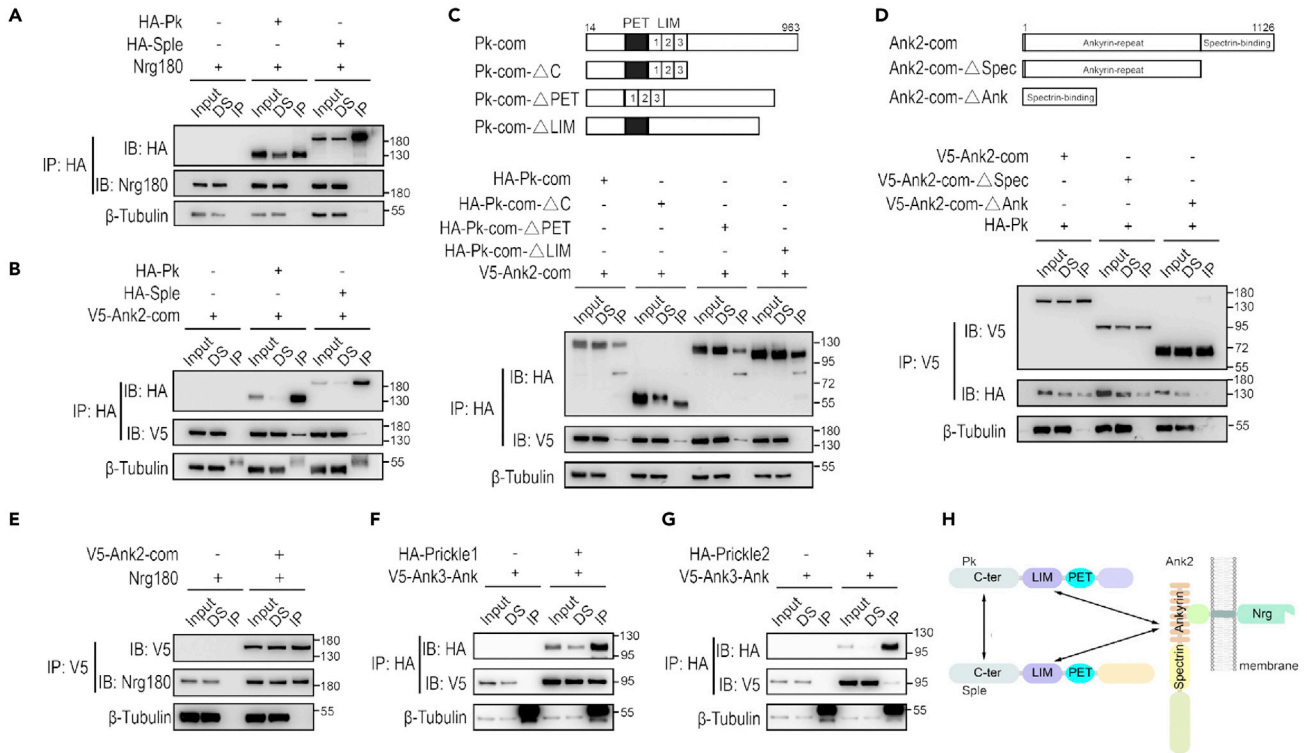 A
HA-Pk - + -
HA-Sple - - +
Nrg180 + + +
Input DS IP Input DS IP Input DS IP
IP: HA
IB: HA
180
130
IB: Nrg180
180
β-Tubulin
55
B
HA-Pk - + -
HA-Sple - - +
V5-Ank2-com + + +
Input DS IP Input DS IP Input DS IP
IP: HA
IB: HA
180
130
IB: V5
180
130
β-Tubulin
55
C
PET LIM
14 963
Pk-com 1 2 3
Pk-com-△C 1 2 3
Pk-com-△PET 1 2 3
Pk-com-△LIM
HA-Pk-com + - - -
HA-Pk-com-△C - + - -
HA-Pk-com-△PET - - + -
HA-Pk-com-△LIM - - - +
V5-Ank2-com + + + +
Input DS IP Input DS IP Input DS IP Input DS IP
IP: HA
IB: HA
130
95
72
55
IB: V5
180
130
β-Tubulin
55
D
1 1126
Ank2-com Ankyrin-repeat Spectrin-binding
Ank2-com-△Spec Ankyrin-repeat
Ank2-com-△Ank Spectrin-binding
V5-Ank2-com + - -
V5-Ank2-com-△Spec - + -
V5-Ank2-com-△Ank - - +
HA-Pk + + +
Input DS IP Input DS IP Input DS IP
IP: V5
IB: V5
180
130
95
72
55
IB: HA
180
130
β-Tubulin
55
E
V5-Ank2-com - +
Nrg180 + +
Input DS IP Input DS IP
IP: V5
IB: V5
180
130
IB: Nrg180
180
β-Tubulin
55
F
HA-Prickle1 - +
V5-Ank3-Ank + +
Input DS IP Input DS IP
IP: HA
IB: HA
130
95
IB: V5
95
β-Tubulin
55
G
HA-Prickle2 - +
V5-Ank3-Ank + +
Input DS IP Input DS IP
IP: HA
IB: HA
130
95
IB: V5
95
β-Tubulin
55
H
Pk
C-ter LIM PET
Ank2
Ankyrin
Spectrin
Nrg
membrane
C-ter LIM PET
Sple